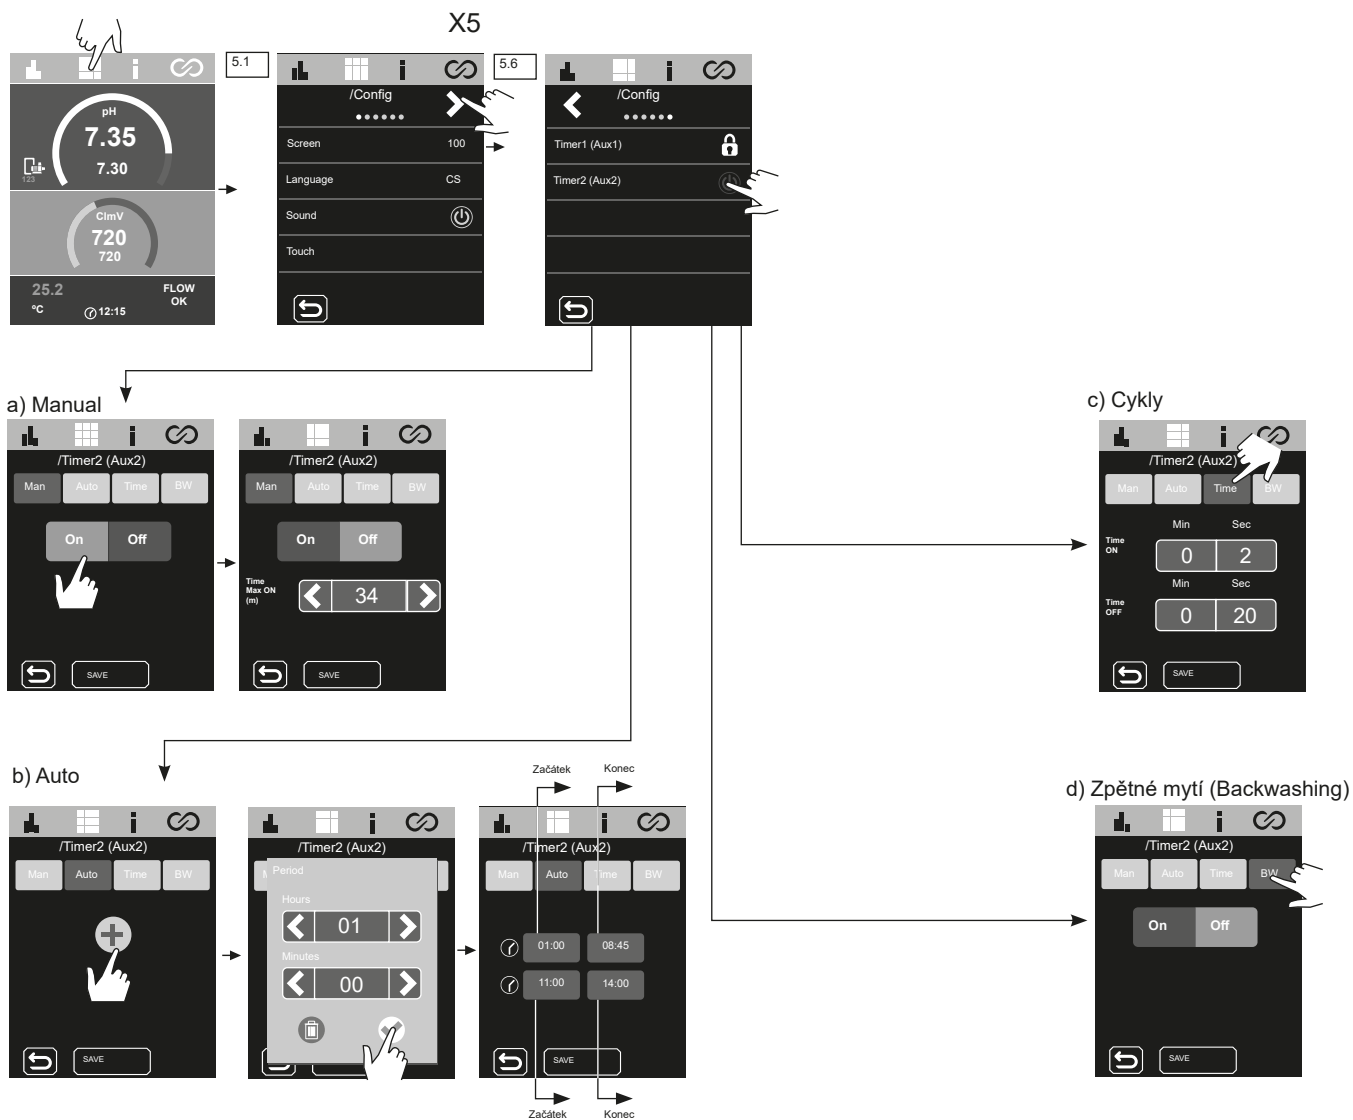 X5
pH
7.35
7.30
123
ClmV
720
720
25.2
ºC
12:15
FLOW
OK
5.1
/Config
Screen 100
Language CS
Sound
Touch
5.6
/Config
Timer1 (Aux1)
Timer2 (Aux2)
a) Manual
/Timer2 (Aux2)
Man Auto Time BW
On Off
SAVE
/Timer2 (Aux2)
Man Auto Time BW
On Off
Time
Max ON
(m)
34
SAVE
c) Cykly
/Timer2 (Aux2)
Man Auto Time BW
Min Sec
Time
ON
0 2
Min Sec
Time
OFF
0 20
SAVE
b) Auto
/Timer2 (Aux2)
Man Auto Time BW
SAVE
/Timer2 (Aux2)
Period
Hours
01
Minutes
00
Začátek Konec
/Timer2 (Aux2)
Man Auto Time BW
01:00 08:45
11:00 14:00
SAVE
Začátek Konec
d) Zpětné mytí (Backwashing)
/Timer2 (Aux2)
Man Auto Time BW
On Off
SAVE